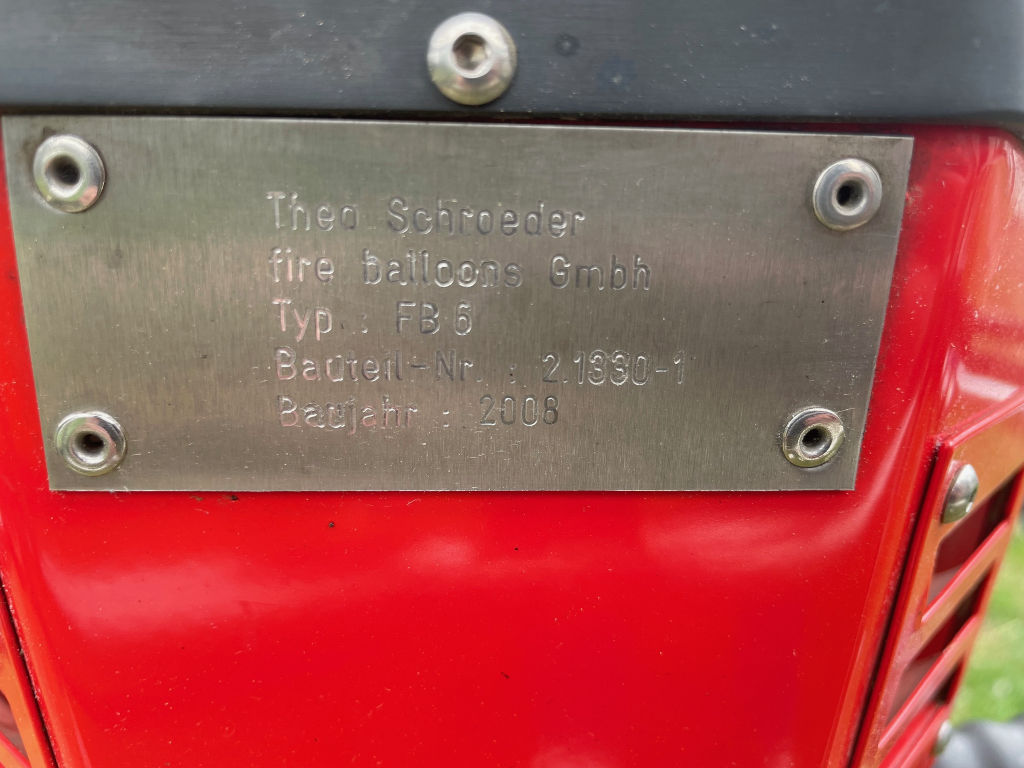 Theo Schroeder
fire balloons Gmbh
Typ : FB 6
Bauteil-Nr. : 2.1330-1
Baujahr : 2008